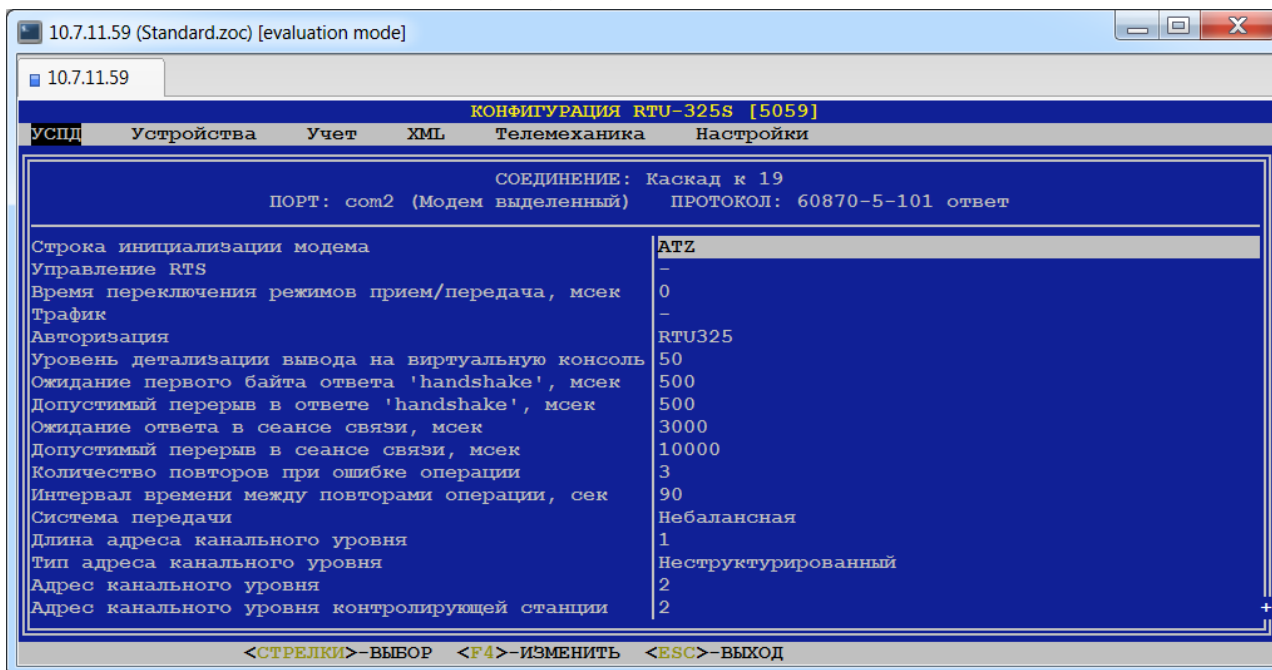 10.7.11.59 (Standard.zoc) [evaluation mode]
10.7.11.59
КОНФИГУРАЦИЯ RTU-325S [5059]
УСПД Устройства Учет XML Телемеханика Настройки
СОЕДИНЕНИЕ: Каскад к 19
ПОРТ: com2 (Модем выделенный) ПРОТОКОЛ: 60870-5-101 ответ
Строка инициализации модема ATZ
Управление RTS -
Время переключения режимов прием/передача, мсек 0
Трафик -
Авторизация RTU325
Уровень детализации вывода на виртуальную консоль 50
Ожидание первого байта ответа 'handshake', мсек 500
Допустимый перерыв в ответе 'handshake', мсек 500
Ожидание ответа в сеансе связи, мсек 3000
Допустимый перерыв в сеансе связи, мсек 10000
Количество повторов при ошибке операции 3
Интервал времени между повторами операции, сек 90
Система передачи Небалансная
Длина адреса канального уровня 1
Тип адреса канального уровня Неструктурированный
Адрес канального уровня 2
Адрес канального уровня контролирующей станции 2 +
<СТРЕЛКИ>-ВЫБОР <F4>-ИЗМЕНИТЬ <ESC>-ВЫХОД